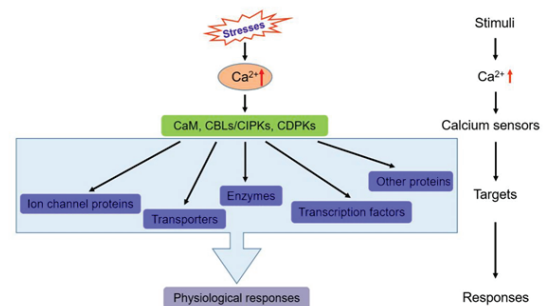 Stresses
Ca²⁺
CaM, CBLs/CIPKs, CDPKs
Ion channel proteins
Transporters
Enzymes
Transcription factors
Other proteins
Physiological responses
Stimuli
Ca²⁺
Calcium sensors
Targets
Responses